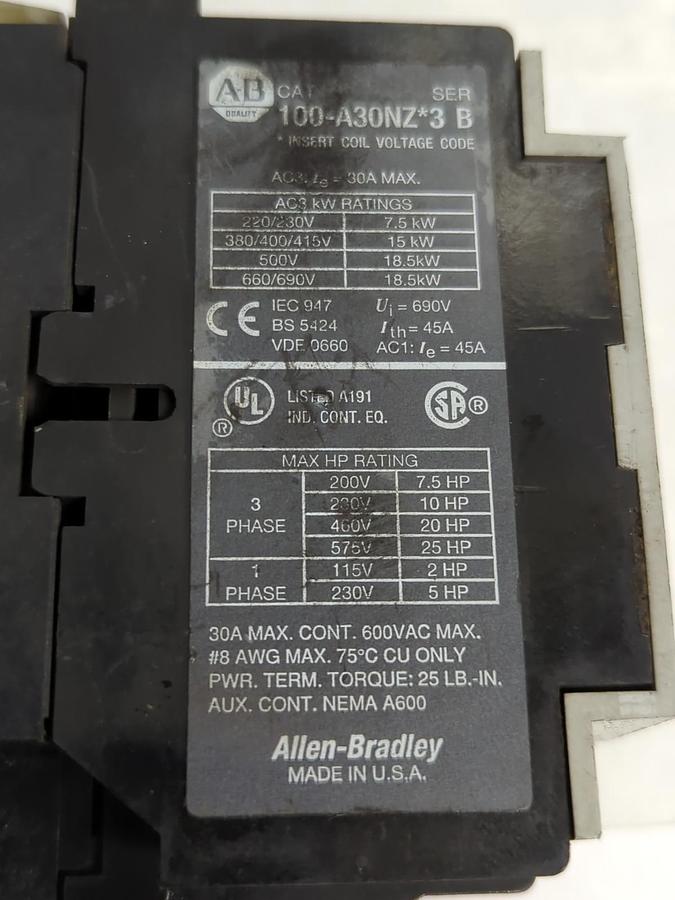 AB
QUALITY
CAT SER
100-A30NZ*3 B
* INSERT COIL VOLTAGE CODE
AC3: Ie = 30A MAX.
AC3 kW RATINGS
220/230V 7.5 kW
380/400/415V 15 kW
500V 18.5kW
660/690V 18.5kW
CE IEC 947 Ui = 690V
BS 5424 Ith = 45A
VDE 0660 AC1: Ie = 45A
UL ® LISTED A191 SA ®
IND. CONT. EQ.
MAX HP RATING
3 PHASE 200V 7.5 HP
230V 10 HP
460V 20 HP
575V 25 HP
1 PHASE 115V 2 HP
230V 5 HP
30A MAX. CONT. 600VAC MAX.
#8 AWG MAX. 75°C CU ONLY
PWR. TERM. TORQUE: 25 LB.-IN.
AUX. CONT. NEMA A600
Allen-Bradley
MADE IN U.S.A.